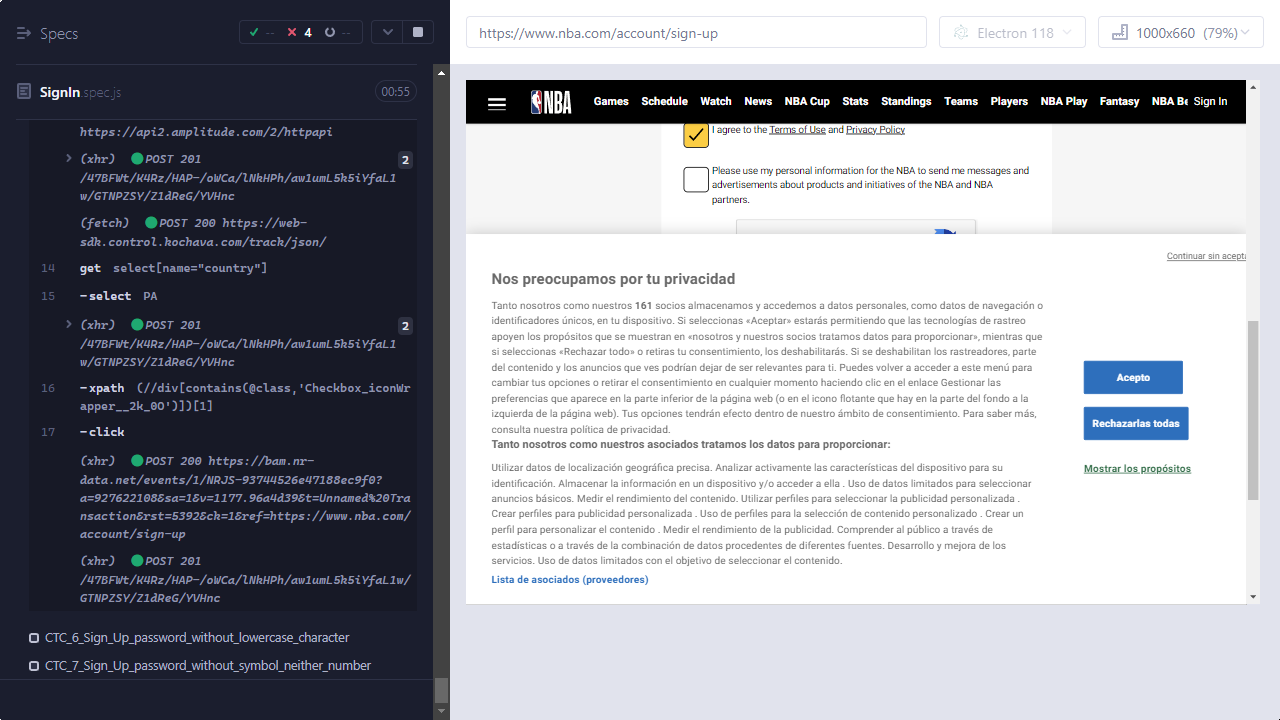 Specs
-- 4 --
https://www.nba.com/account/sign-up
Electron 118
1000x660 (79%)
SignIn spec.js
00:55
https://api2.amplitude.com/2/httpapi
(xhr) POST 201
2
/47BFWt/K4Rz/HAP-/oWCa/lNkHPh/aw1umL5k5iYfaL1
w/GTNPZSY/Z1dReG/YVHnc
(fetch) POST 200 https://web-
sdk.control.kochava.com/track/json/
14 get select[name="country"]
15 -select PA
(xhr) POST 201
2
/47BFWt/K4Rz/HAP-/oWCa/lNkHPh/aw1umL5k5iYfaL1
w/GTNPZSY/Z1dReG/YVHnc
16 -xpath (//div[contains(@class,'Checkbox_iconWr
apper__2k_0O')])[1]
17 -click
(xhr) POST 200 https://bam.nr-
data.net/events/1/NRJS-93744526e47188ec9f0?
a=927622108&sa=1&v=1177.96a4d39&t=Unnamed%20Tra
nsaction&rst=5392&ck=1&ref=https://www.nba.com/
account/sign-up
(xhr) POST 201
/47BFWt/K4Rz/HAP-/oWCa/lNkHPh/aw1umL5k5iYfaL1w/
GTNPZSY/Z1dReG/YVHnc
CTC_6_Sign_Up_password_without_lowercase_character
CTC_7_Sign_Up_password_without_symbol_neither_number
NBA Games Schedule Watch News NBA Cup Stats Standings Teams Players NBA Play Fantasy NBA Be Sign In
I agree to the Terms of Use and Privacy Policy
Please use my personal information for the NBA to send me messages and
advertisements about products and initiatives of the NBA and NBA
partners.
Continuar sin acepta
Nos preocupamos por tu privacidad
Tanto nosotros como nuestros 161 socios almacenamos y accedemos a datos personales, como datos de navegación o
identificadores únicos, en tu dispositivo. Si seleccionas «Aceptar» estarás permitiendo que las tecnologías de rastreo
apoyen los propósitos que se muestran en «nosotros y nuestros socios tratamos datos para proporcionar», mientras que
si seleccionas «Rechazar todo» o retiras tu consentimiento, los deshabilitarás. Si se deshabilitan los rastreadores, parte
del contenido y los anuncios que ves podrían dejar de ser relevantes para ti. Puedes volver a acceder a este menú para
cambiar tus opciones o retirar el consentimiento en cualquier momento haciendo clic en el enlace Gestionar las
preferencias que aparece en la parte inferior de la página web (o en el icono flotante que hay en la parte del fondo a la
izquierda de la página web). Tus opciones tendrán efecto dentro de nuestro ámbito de consentimiento. Para saber más,
consulta nuestra política de privacidad.
Tanto nosotros como nuestros asociados tratamos los datos para proporcionar:
Utilizar datos de localización geográfica precisa. Analizar activamente las características del dispositivo para su
identificación. Almacenar la información en un dispositivo y/o acceder a ella . Uso de datos limitados para seleccionar
anuncios básicos. Medir el rendimiento del contenido. Utilizar perfiles para seleccionar la publicidad personalizada .
Crear perfiles para publicidad personalizada . Uso de perfiles para la selección de contenido personalizado . Crear un
perfil para personalizar el contenido . Medir el rendimiento de la publicidad. Comprender al público a través de
estadísticas o a través de la combinación de datos procedentes de diferentes fuentes. Desarrollo y mejora de los
servicios. Uso de datos limitados con el objetivo de seleccionar el contenido.
Lista de asociados (proveedores)
Acepto
Rechazarlas todas
Mostrar los propósitos